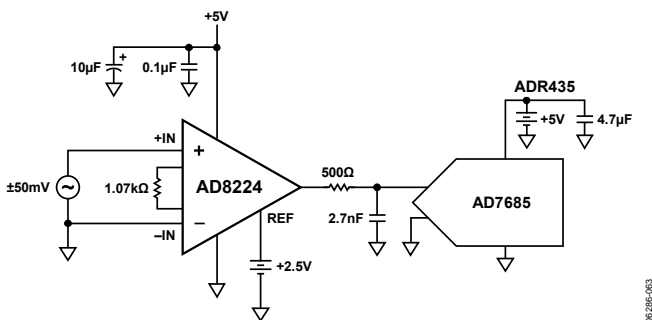 +5V
10µF
+
0.1µF
ADR435
+5V
4.7µF
+IN
+
±50mV
1.07kΩ
AD8224
500Ω
AD7685
–
–IN
REF
2.7nF
+2.5V
06286-063